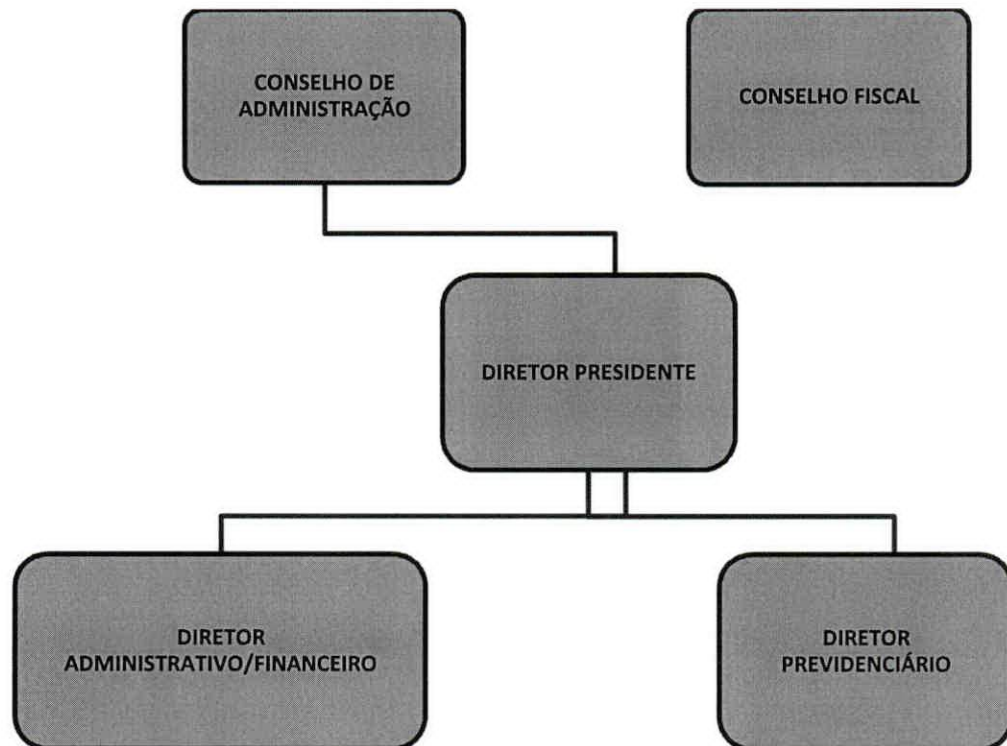 CONSELHO DE
ADMINISTRAÇÃO
CONSELHO FISCAL
DIRETOR PRESIDENTE
DIRETOR
ADMINISTRATIVO/FINANCEIRO
DIRETOR
PREVIDENCIÁRIO